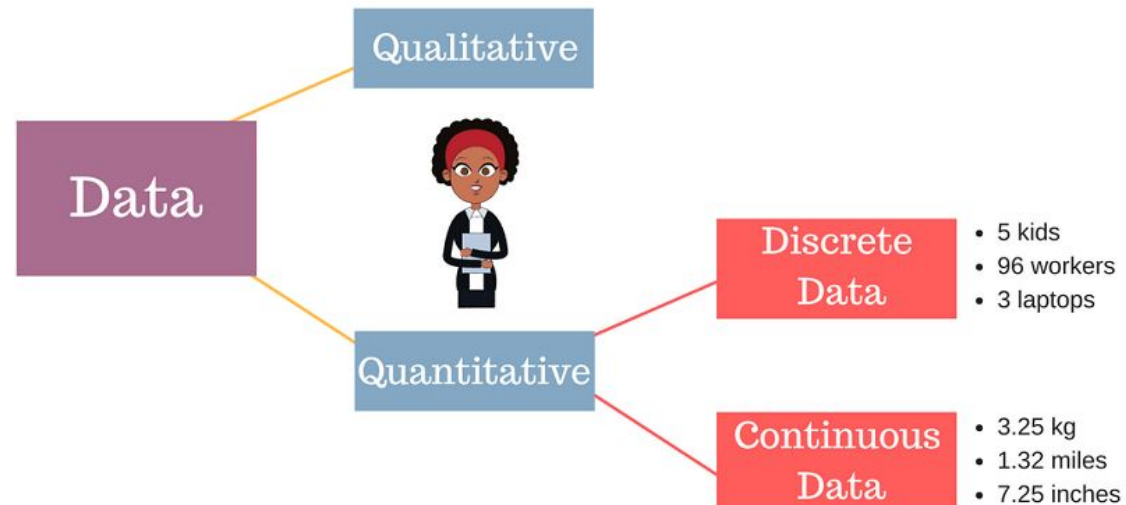 Qualitative
Data
Quantitative
Discrete
Data
• 5 kids
• 96 workers
• 3 laptops
Continuous
Data
• 3.25 kg
• 1.32 miles
• 7.25 inches